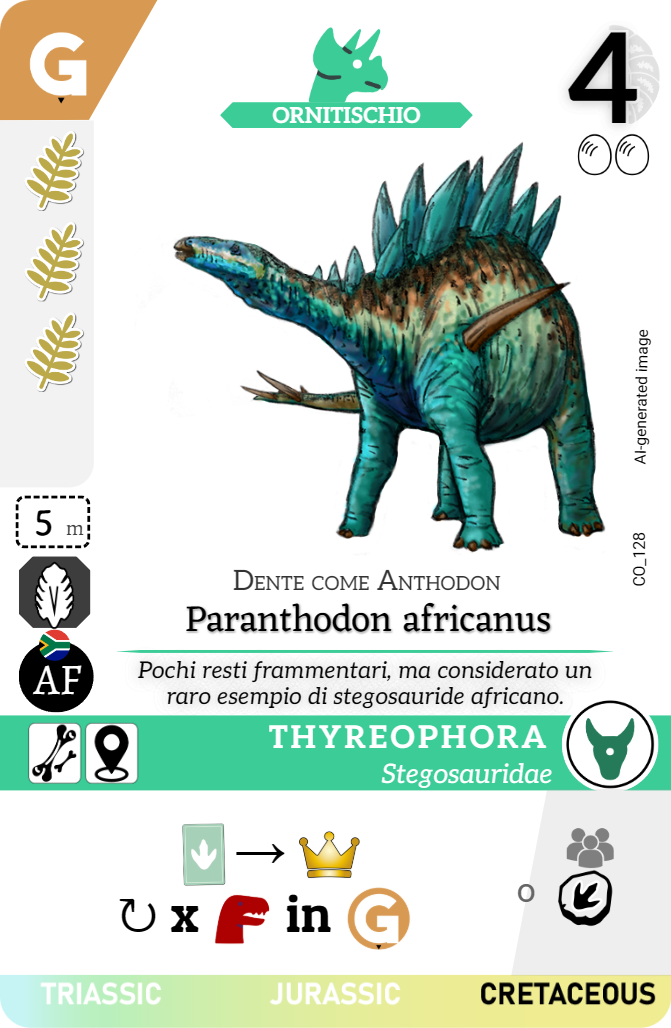 G
4
ORNITISCHIO
AI-generated image
5 m
CO_128
AF
DENTE COME ANTHODON
Paranthodon africanus
Pochi resti frammentari, ma considerato un
raro esempio di stegosauride africano.
THYREOPHORA
Stegosauridae
x in G
o
TRIASSIC JURASSIC CRETACEOUS